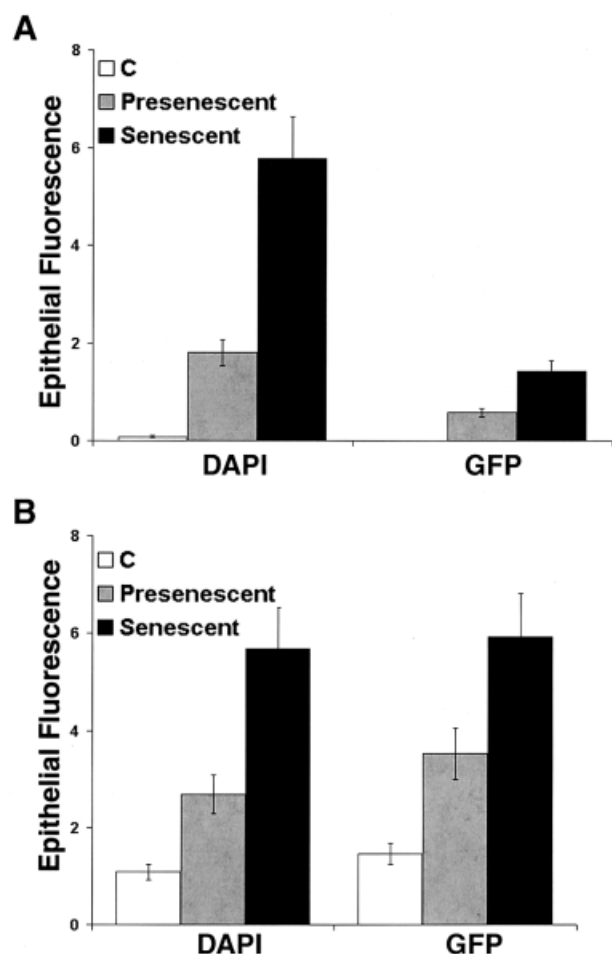 A
8
C
Presenescent
Senescent
6
4
2
0
Epithelial Fluorescence
DAPI
GFP
B
8
C
Presenescent
Senescent
6
4
2
0
Epithelial Fluorescence
DAPI
GFP